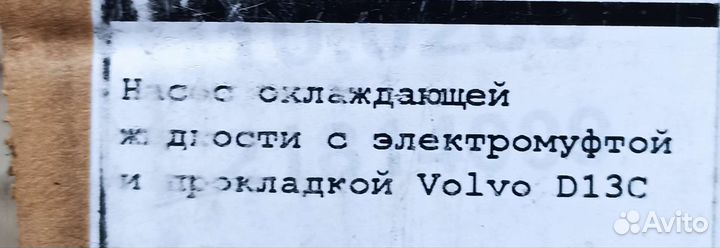 Насос охлаждающей
жидкости с электромуфтой
и прокладкой Volvo D13C
Avito